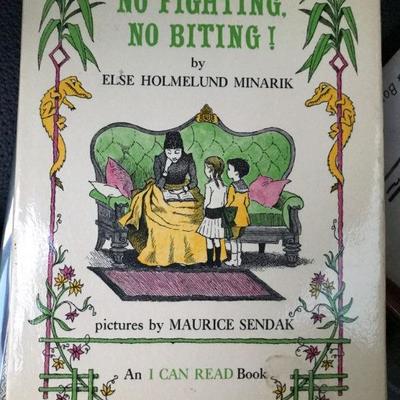 NO FIGHTING,
NO BITING!
by
ELSE HOLMELUND MINARIK
pictures by MAURICE SENDAK
An I CAN READ Book